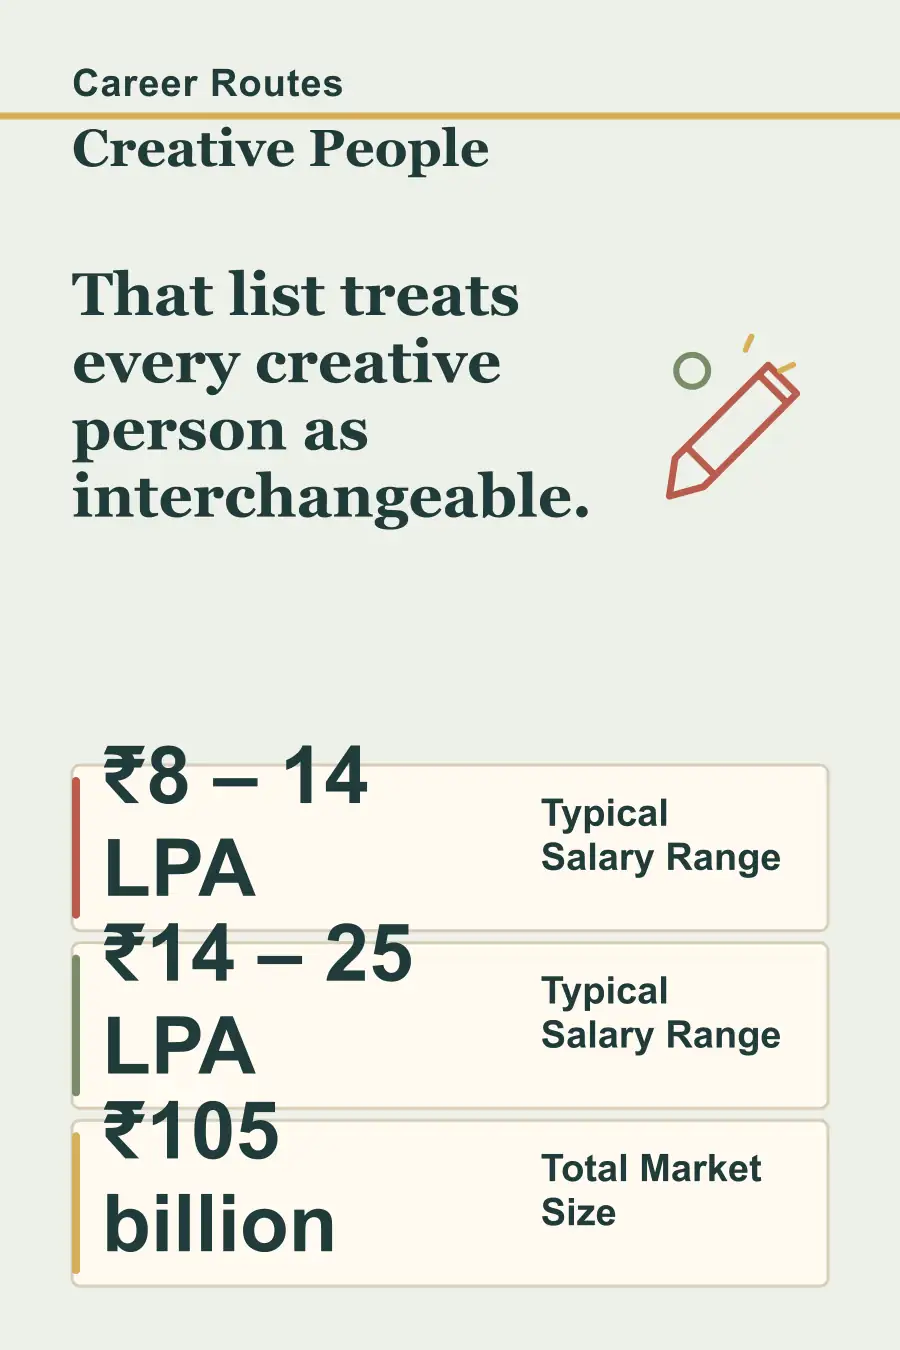 Career Routes
Creative People
That list treats
every creative
person as
interchangeable.
₹8 – 14
LPA
Typical
Salary Range
₹14 – 25
LPA
Typical
Salary Range
₹105
billion
Total Market
Size